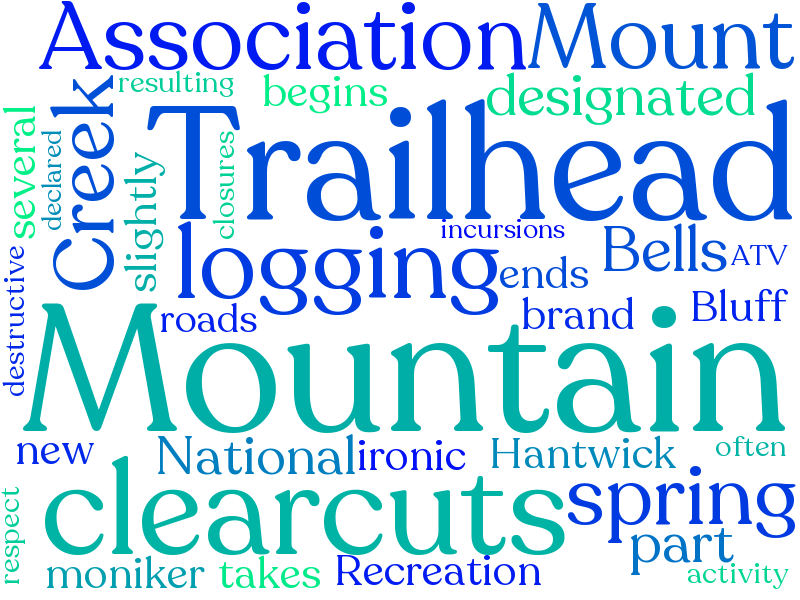 Association Mount
resulting
begins designated
several
declared
Creek
slightly
closures
Trailhead
incursions
logging
ends
Bells
ATV
destructive
roads
brand
Bluff
Mountain
new
National
ironic
Hantwick
often
respect
clearcuts
spring
part
moniker
takes
Recreation
activity